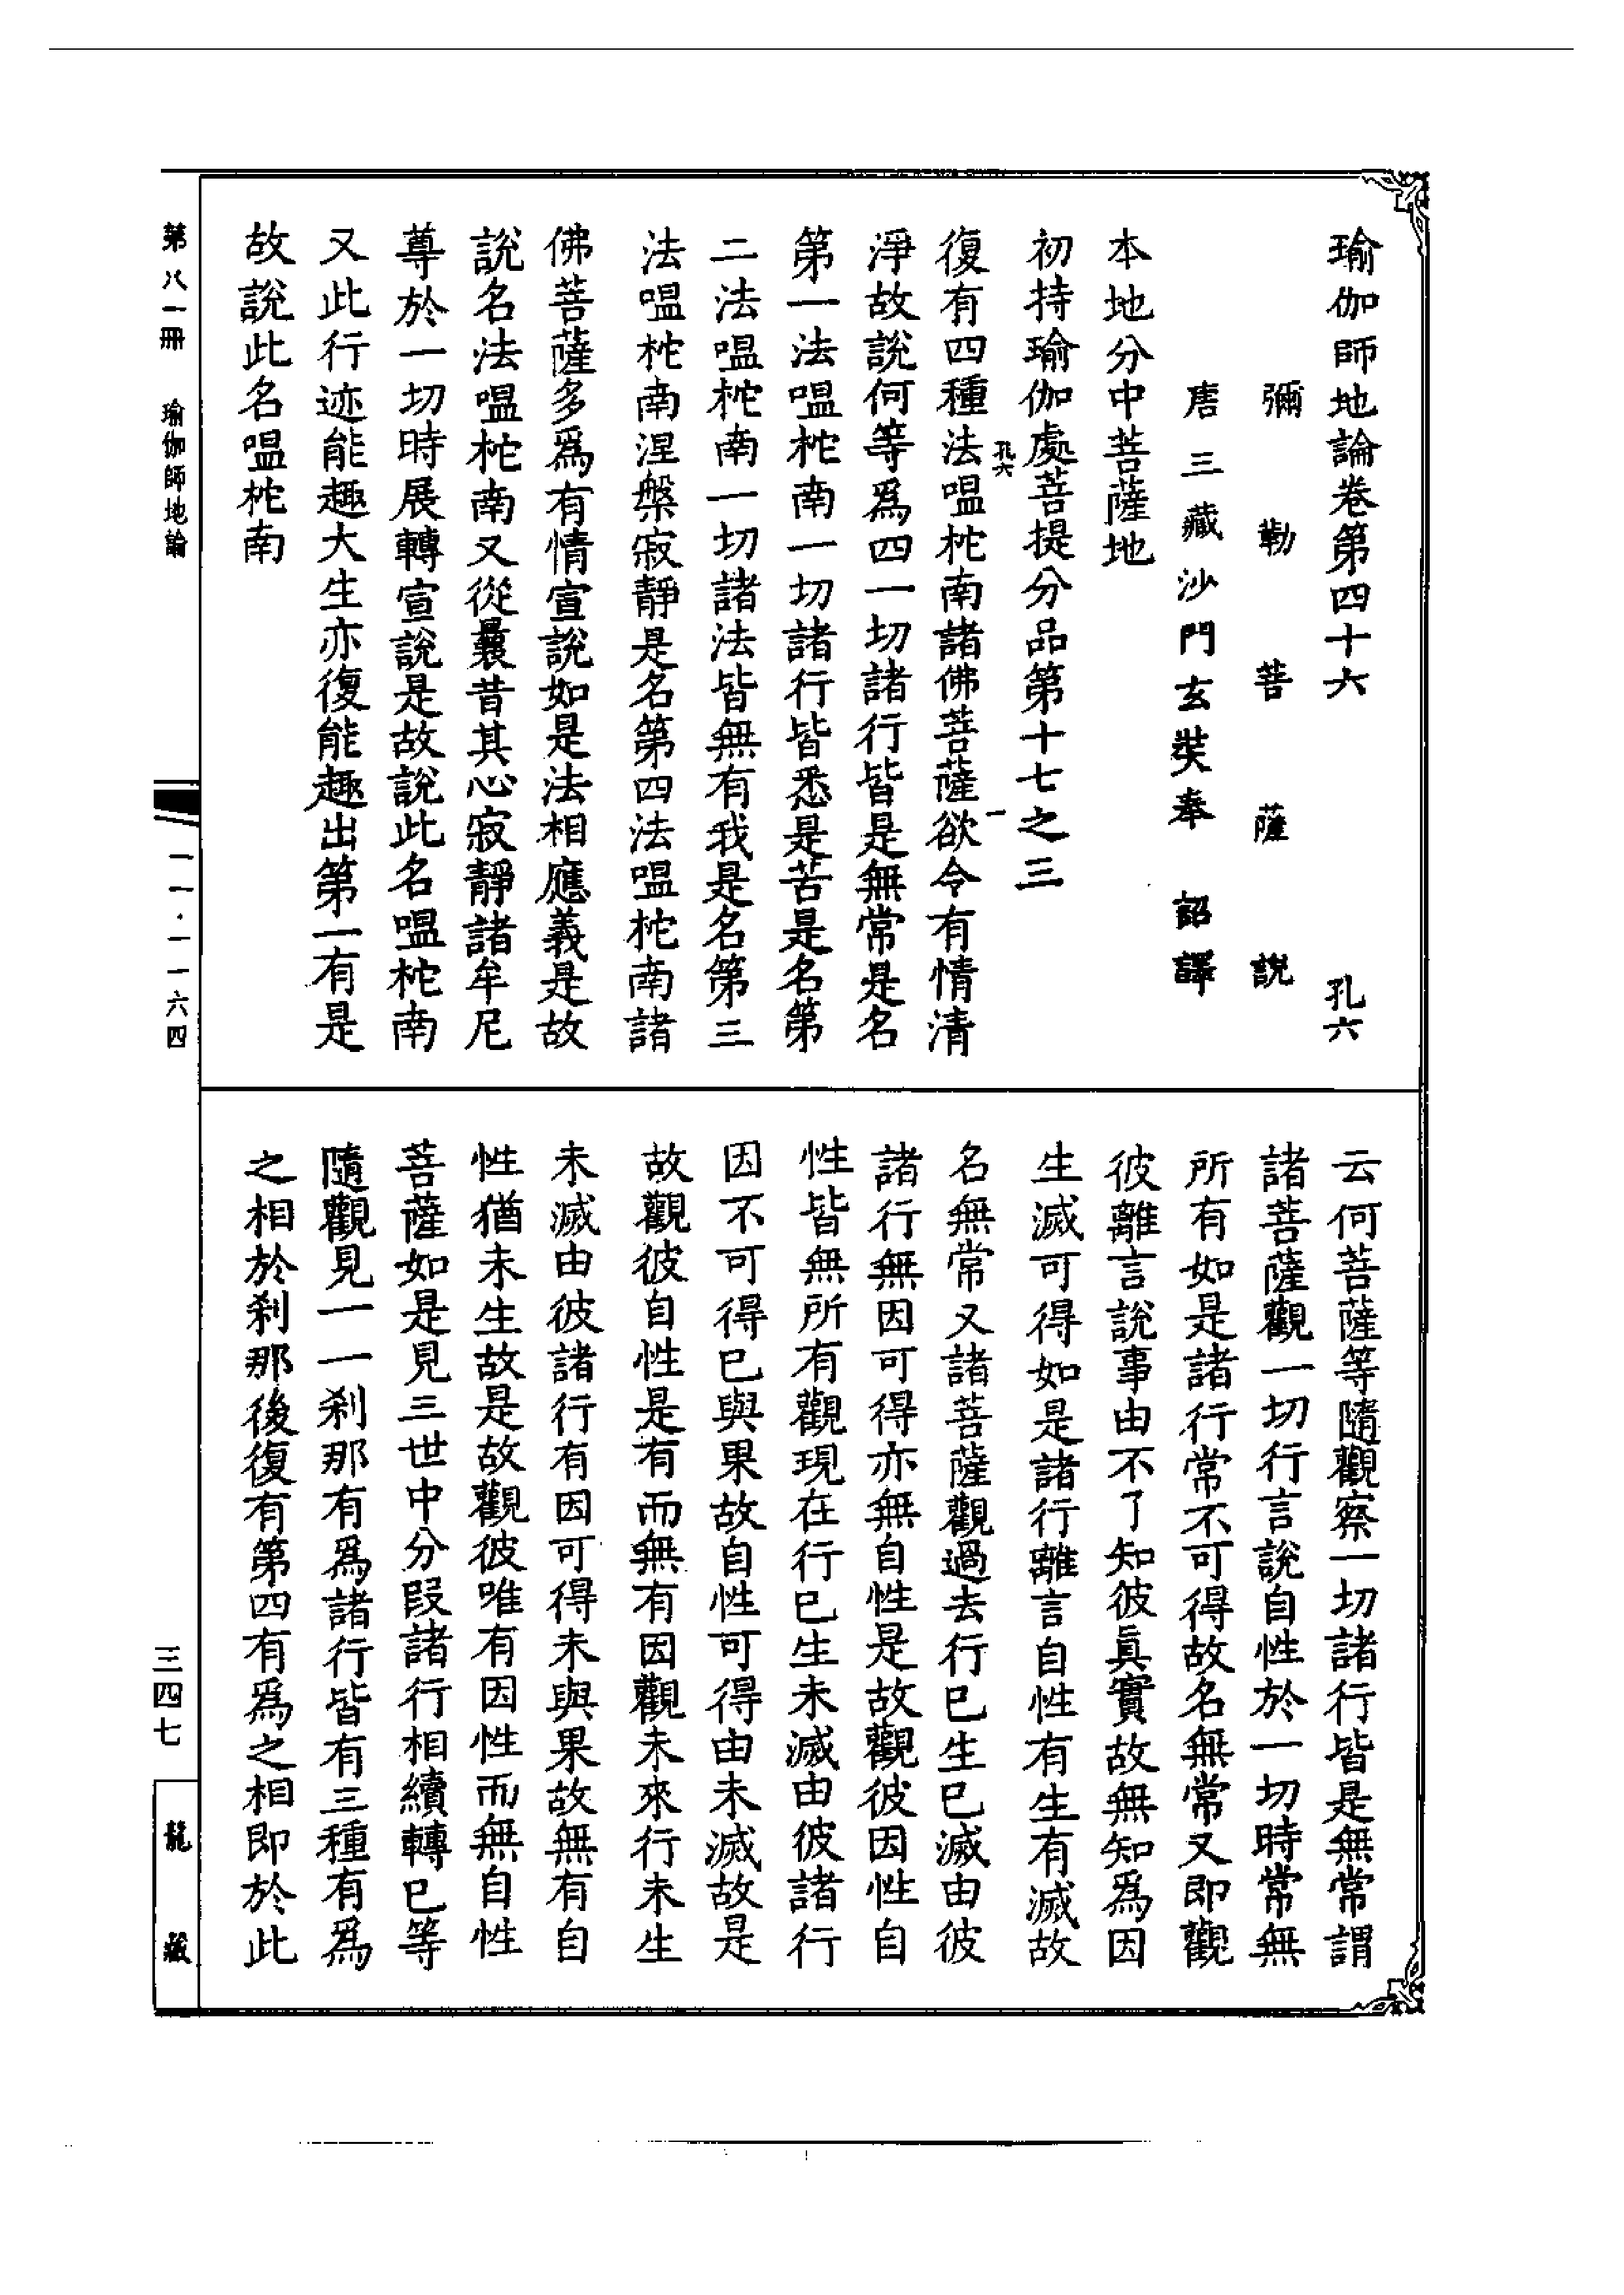 瑜伽師地論卷第四十六　孔六
彌勒菩薩說
唐三藏沙門玄奘奉　詔譯
本地分中菩薩地
初持瑜伽處菩提分品第十七之三
孔六　一
復有四種法嗢柁南諸佛菩薩欲令有情清
淨故說何等爲四一切諸行皆是無常是名
第一法嗢柁南一切諸行皆悉是苦是名第
二法嗢柁南一切諸法皆無有我是名第三
法嗢柁南涅槃寂靜是名第四法嗢柁南諸
佛菩薩多爲有情宣說如是法相應義是故
說名法嗢柁南又從曩昔其心寂靜諸牟尼
尊於一切時展轉宣說是故說此名嗢柁南
又此行迹能趣大生亦復能趣出第一有是
故說此名嗢柁南
云何菩薩等隨觀察一切諸行皆是無常謂
諸菩薩觀一切行言說自性於一切時常無
所有如是諸行常不可得故名無常又即觀
彼離言說事由不了知彼眞實故無知爲因
生滅可得如是諸行離言自性有生有滅故
名無常又諸菩薩觀過去行已生已滅由彼
諸行無因可得亦無自性是故觀彼因性自
性皆無所有觀現在行已生未滅由彼諸行
因不可得已與果故自性可得由未滅故是
故觀彼自性是有而無有因觀未來行未生
未滅由彼諸行有因可得未與果故無有自
性猶未生故是故觀彼唯有因性而無自性
菩薩如是見三世中分段諸行相續轉已等
隨觀見一一剎那有爲諸行皆有三種有爲
之相於剎那後復有第四有爲之相即於此
第八一冊　瑜伽師地論
一一·一一六四
三四七
龍藏